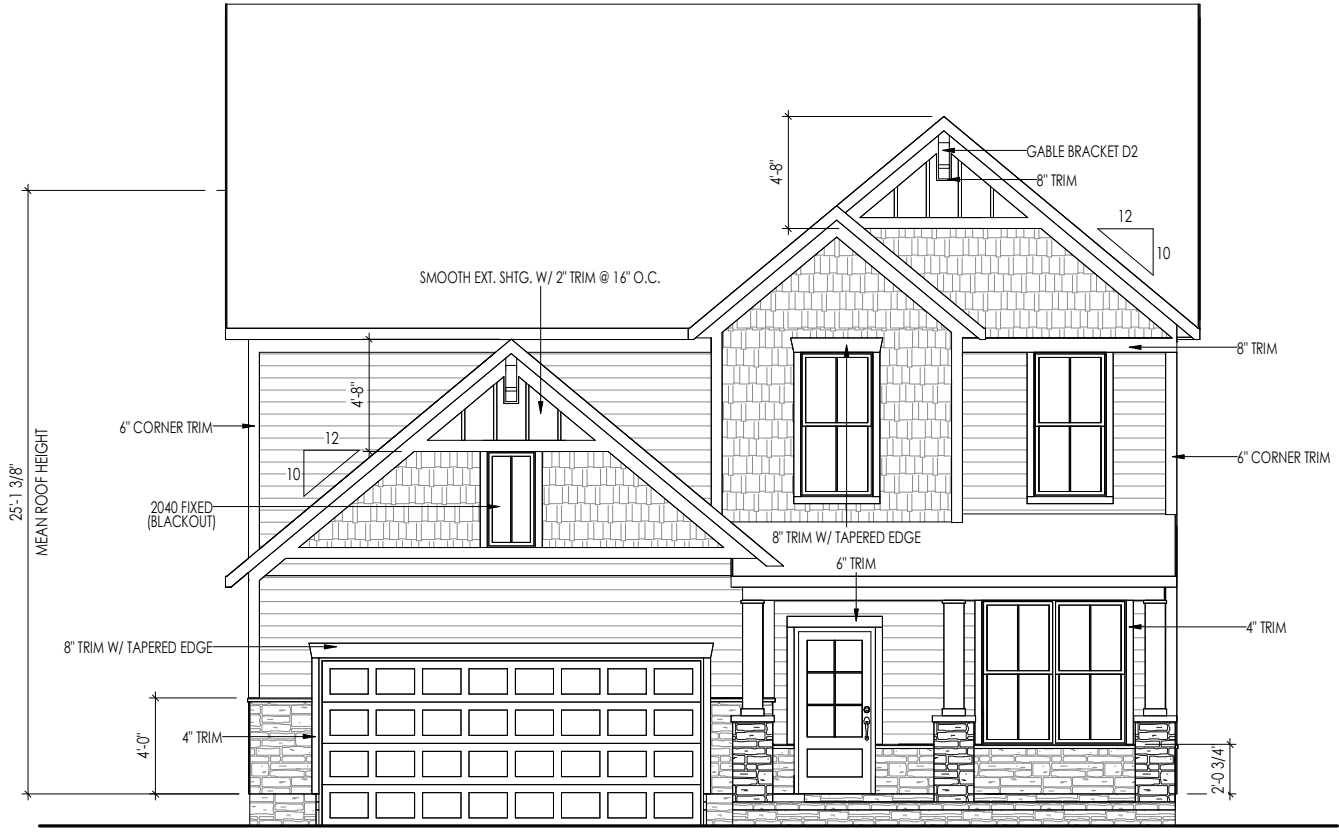 GABLE BRACKET D2
4'-8"
8" TRIM
12
10
SMOOTH EXT. SHTG. W/ 2" TRIM @ 16" O.C.
8" TRIM
4'-8"
6" CORNER TRIM
12
10
6" CORNER TRIM
25'-1 3/8"
MEAN ROOF HEIGHT
2040 FIXED
(BLACKOUT)
8" TRIM W/ TAPERED EDGE
6" TRIM
4" TRIM
8" TRIM W/ TAPERED EDGE
4'-0"
4" TRIM
2'-0 3/4"